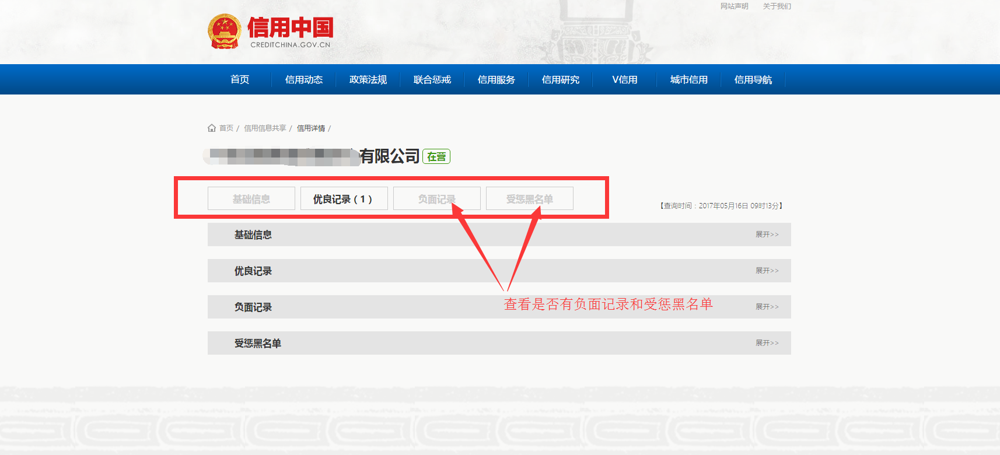 网站声明 关于我们
信用中国
CREDITCHINA.GOV.CN
首页 信用动态 政策法规 联合惩戒 信用服务 信用研究 V信用 城市信用 信用导航
首页 / 信用信息共享 / 信用详情 /
有限公司 在营
基础信息 优良记录（1） 负面记录 受惩黑名单
【查询时间：2017年05月16日 09时13分】
基础信息 展开>>
优良记录 展开>>
查看是否有负面记录和受惩黑名单
负面记录 展开>>
受惩黑名单 展开>>